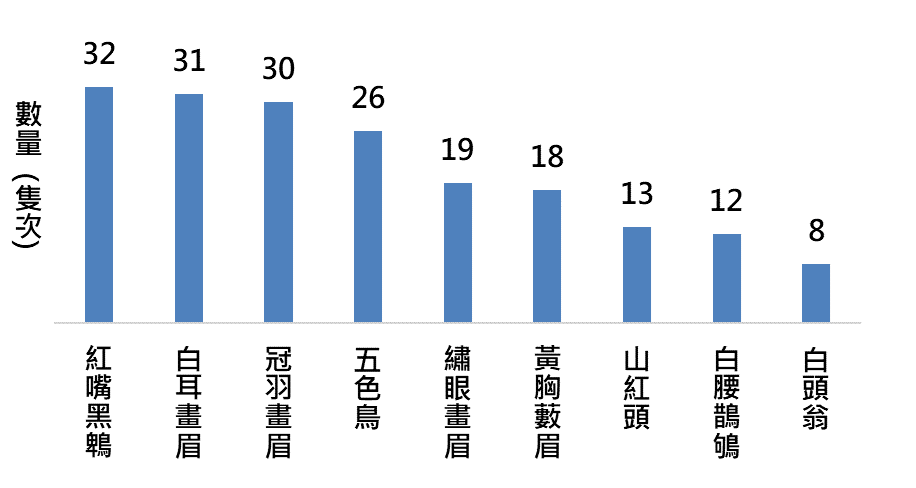 數量(隻次)
32
31
30
26
19
18
13
12
8
紅嘴黑鵯
白耳畫眉
冠羽畫眉
五色鳥
繡眼畫眉
黃胸藪眉
山紅頭
白腰鵲鴝
白頭翁